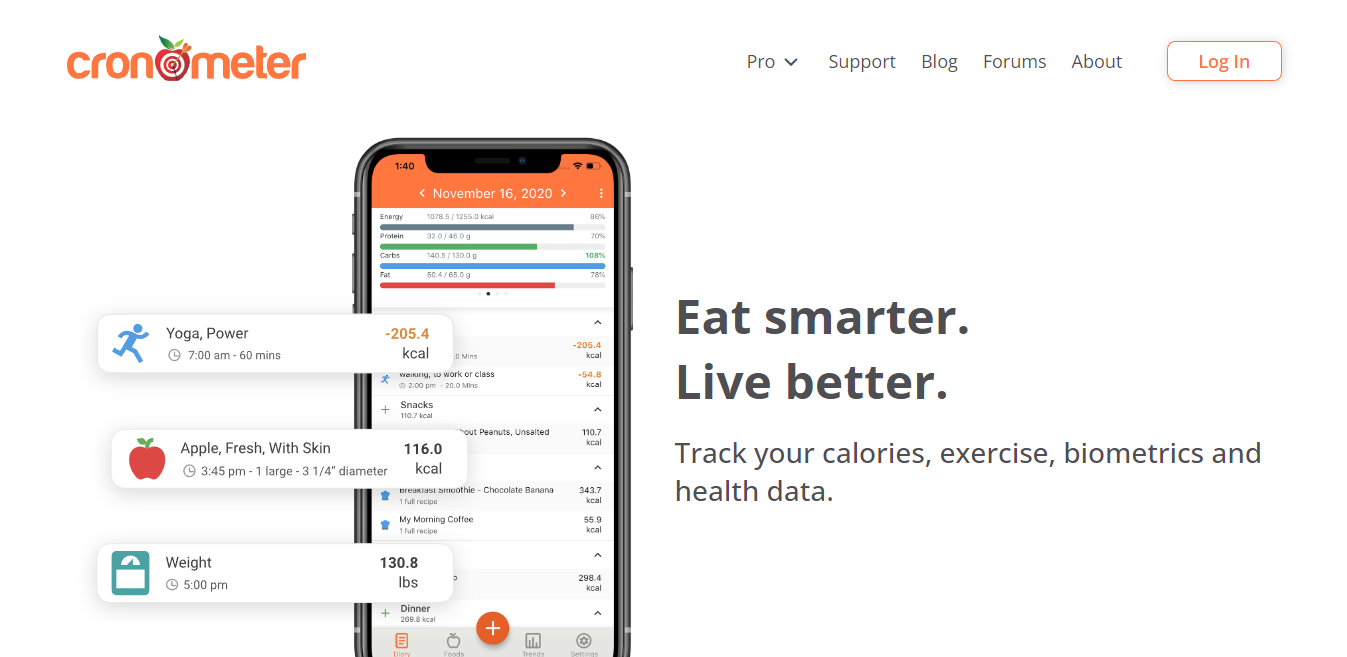 cronometer
Pro
Support
Blog
Forums
About
Log In
1:40
November 16, 2020
Energy 1078.5 / 1255.0 kcal 86%
Protein 32.0 / 46.0 g 70%
Carbs 140.5 / 130.0 g 108%
Fat 50.4 / 65.0 g 78%
Yoga, Power -205.4
7:00 am - 60 mins kcal
-205.4
.0 Mins kcal
walking, to work or class -54.8
2:00 pm - 20.0 Mins kcal
Snacks
110.7 kcal
out Peanuts, Unsalted 110.7
kcal
Apple, Fresh, With Skin 116.0
3:45 pm - 1 large - 3 1/4” diameter kcal
Breakfast Smoothie - Chocolate Banana 343.7
1 full recipe kcal
My Morning Coffee 55.9
1 full recipe kcal
Weight 130.8
5:00 pm lbs
298.4
kcal
Dinner
269.8 kcal
Diary Foods Trends Settings
Eat smarter.
Live better.
Track your calories, exercise, biometrics and
health data.